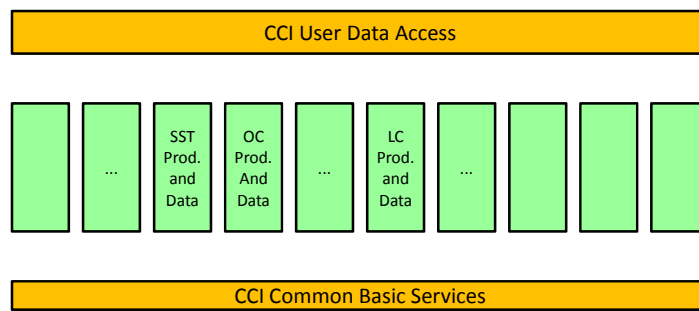 CCI User Data Access
...
SST
Prod.
and
Data
OC
Prod.
And
Data
...
LC
Prod.
and
Data
...
CCI Common Basic Services